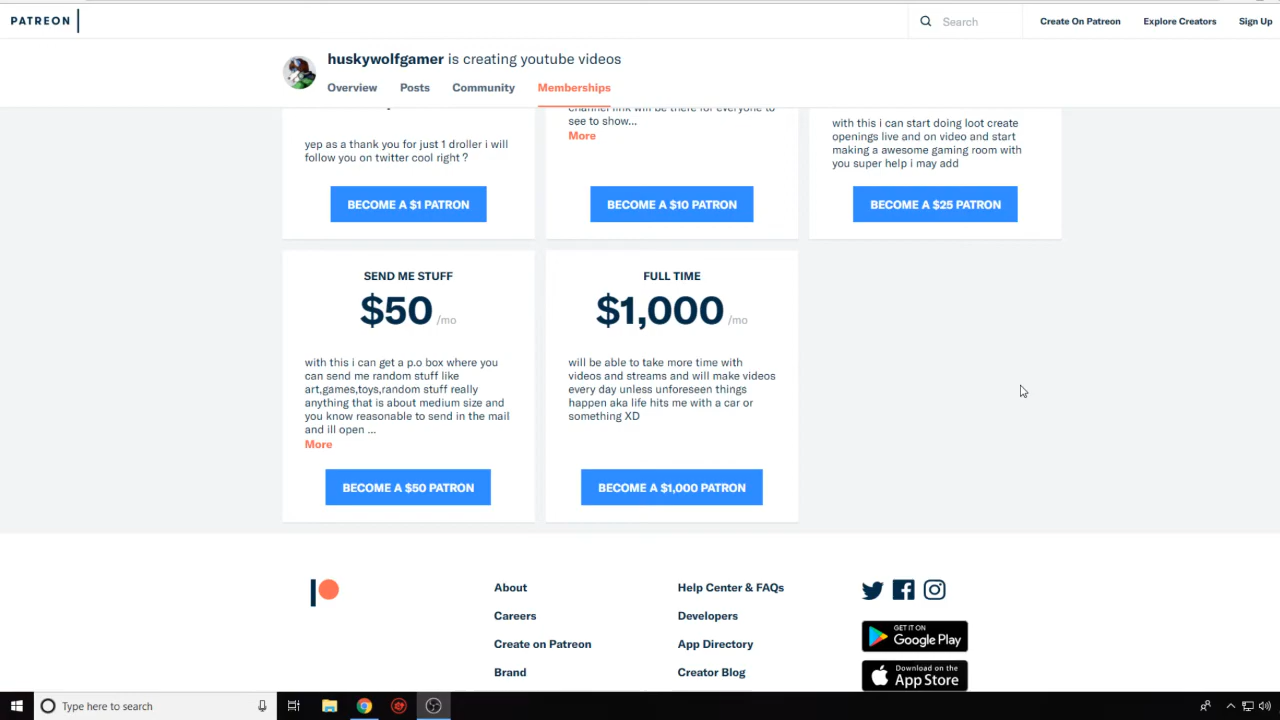 PATREON
Search
Create On Patreon
Explore Creators
Sign Up
huskywolfgamer is creating youtube videos
Overview
Posts
Community
Memberships
yep as a thank you for just 1 droller i will
follow you on twitter cool right ?
BECOME A $1 PATRON
channel link will be there for everyone to
see to show...
More
BECOME A $10 PATRON
with this i can start doing loot create
openings live and on video and start
making a awesome gaming room with
you super help i may add
BECOME A $25 PATRON
SEND ME STUFF
$50 /mo
with this i can get a p.o box where you
can send me random stuff like
art,games,toys,random stuff really
anything that is about medium size and
you know reasonable to send in the mail
and ill open ...
More
BECOME A $50 PATRON
FULL TIME
$1,000 /mo
will be able to take more time with
videos and streams and will make videos
every day unless unforeseen things
happen aka life hits me with a car or
something XD
BECOME A $1,000 PATRON
About
Careers
Create on Patreon
Brand
Help Center & FAQs
Developers
App Directory
Creator Blog
GET IT ON
Google Play
Download on the
App Store
Type here to search